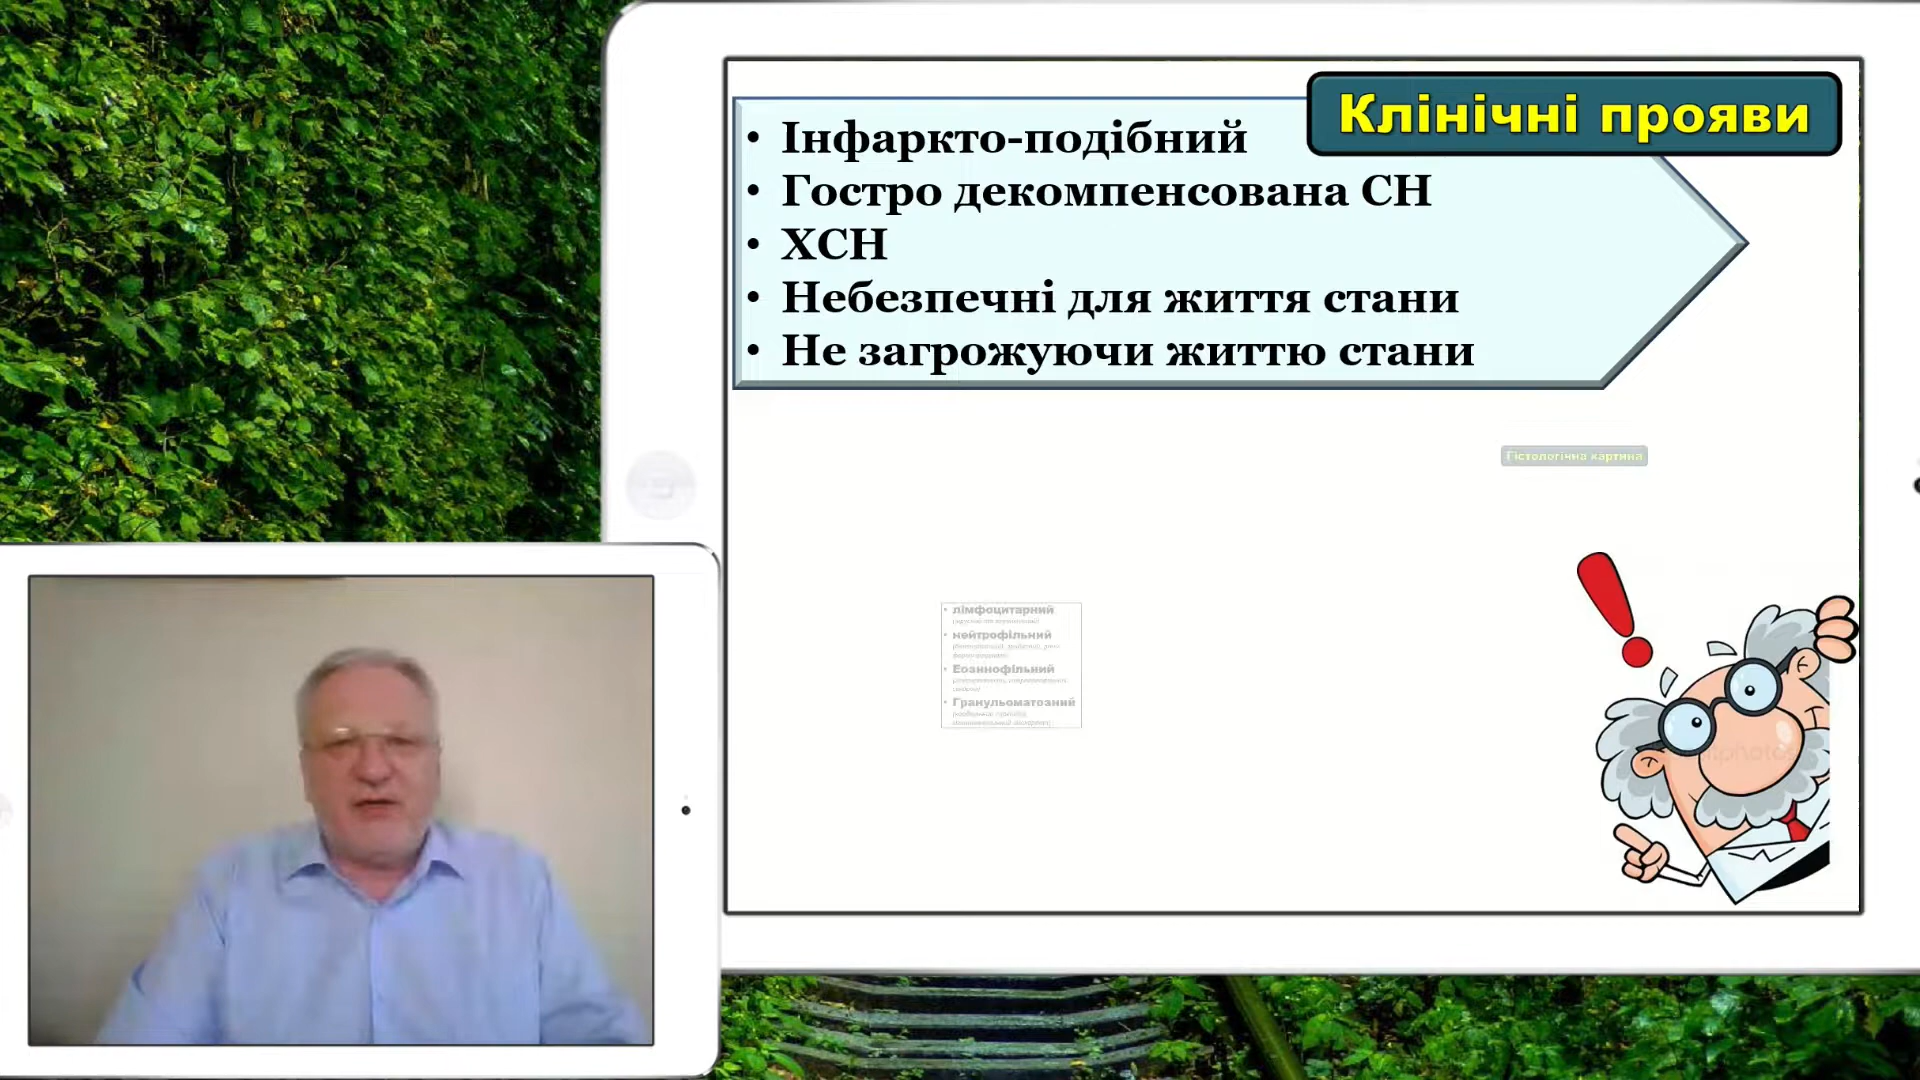 Клінічні прояви
• Інфаркто-подібний
• Гостро декомпенсована СН
• ХСН
• Небезпечні для життя стани
• Не загрожуючи життю стани
Гістологічна картина
• лімфоцитарний
• нейтрофільний
• Еозинофільний
• Гранульоматозний